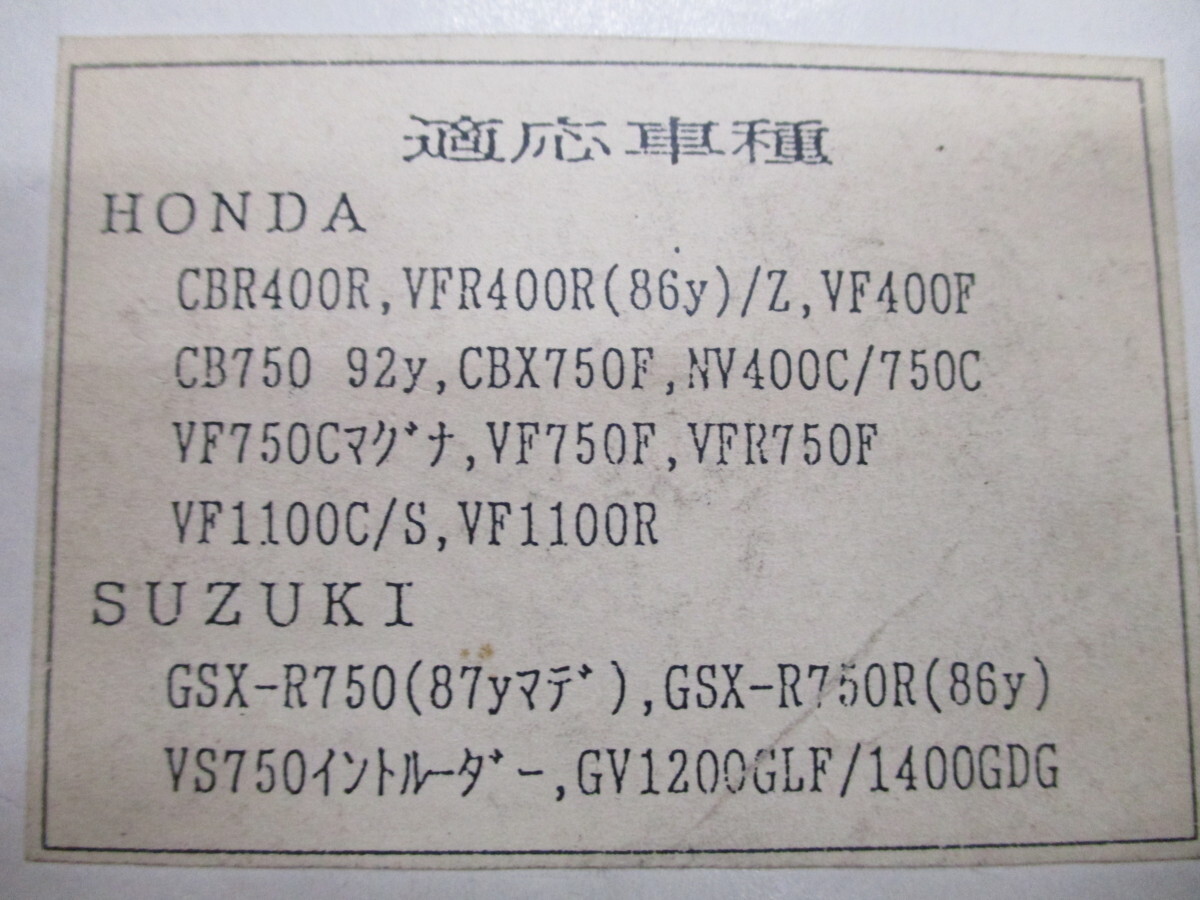 適応車種
HONDA
CBR400R,VFR400R(86y)/Z,VF400F
CB750 92y,CBX750F,NV400C/750C
VF750Cﾏｸﾞﾅ,VF750F,VFR750F
VF1100C/S,VF1100R
SUZUKI
GSX-R750(87yﾏﾃﾞ),GSX-R750R(86y)
VS750ｲﾝﾄﾙｰﾀﾞｰ,GV1200GLF/1400GDG